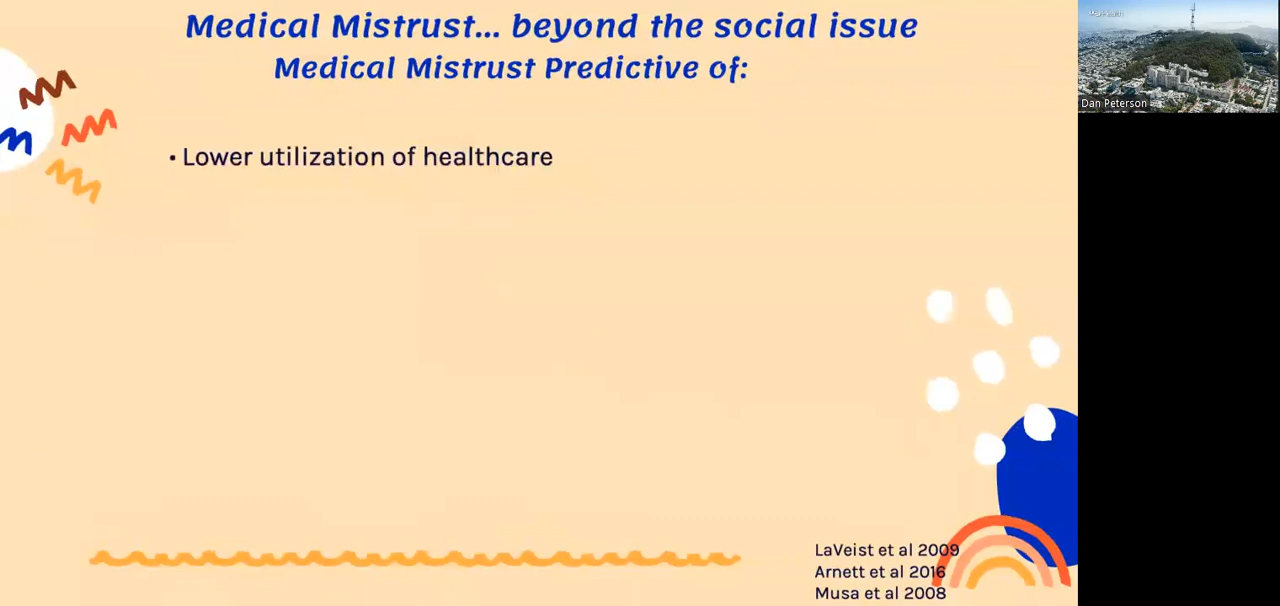 Medical Mistrust... beyond the social issue
Medical Mistrust Predictive of:
• Lower utilization of healthcare
LaVeist et al 2009
Arnett et al 2016
Musa et al 2008
Dan Peterson